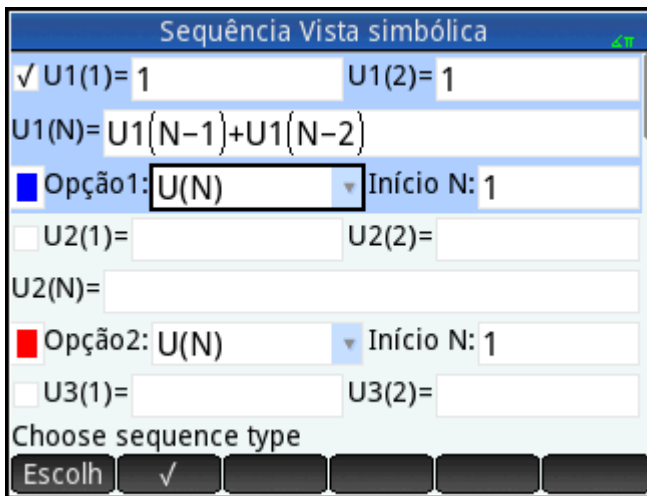 Sequência Vista simbólica
∡π
√ U1(1)= 1 U1(2)= 1
U1(N)= U1(N−1)+U1(N−2)
Opção1: U(N) Início N: 1
U2(1)= U2(2)=
U2(N)=
Opção2: U(N) Início N: 1
U3(1)= U3(2)=
Choose sequence type
Escolh √